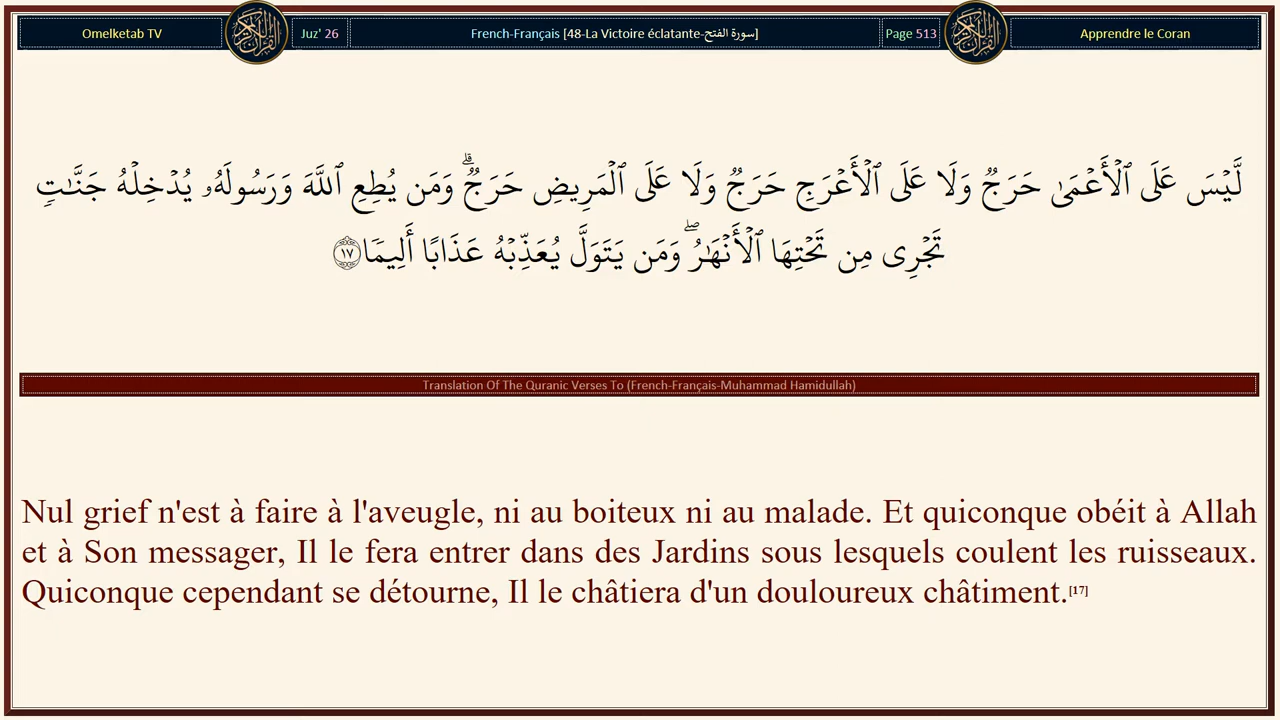 Omelketab TV
Juz' 26
French-Français [48-La Victoire éclatante-سورة الفتح]
Page 513
Apprendre le Coran
لَّيْسَ عَلَى ٱلْأَعْمَىٰ حَرَجٌ وَلَا عَلَى ٱلْأَعْرَجِ حَرَجٌ وَلَا عَلَى ٱلْمَرِيضِ حَرَجٌ ۗ وَمَن يُطِعِ ٱللَّهَ وَرَسُولَهُۥ يُدْخِلْهُ جَنَّـٰتٍ
تَجْرِى مِن تَحْتِهَا ٱلْأَنْهَـٰرُ ۖ وَمَن يَتَوَلَّ يُعَذِّبْهُ عَذَابًا أَلِيمًا ١٧
Translation Of The Quranic Verses To (French-Français-Muhammad Hamidullah)
Nul grief n'est à faire à l'aveugle, ni au boiteux ni au malade. Et quiconque obéit à Allah
et à Son messager, Il le fera entrer dans des Jardins sous lesquels coulent les ruisseaux.
Quiconque cependant se détourne, Il le châtiera d'un douloureux châtiment.[17]